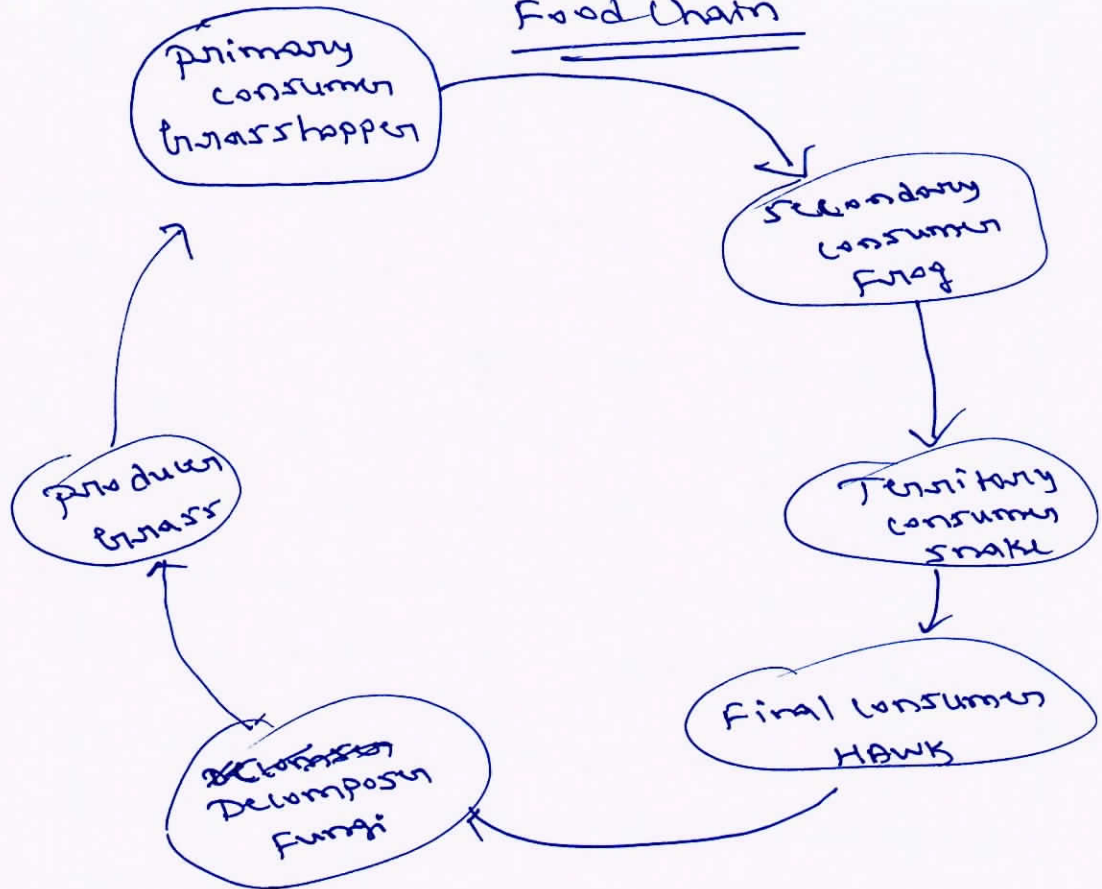 Food Chain
primary
consumer
Grasshopper
secondary
consumer
Frog
Territory
consumer
snake
Final consumer
HAWK
Decomposer
Fungi
producer
Grass